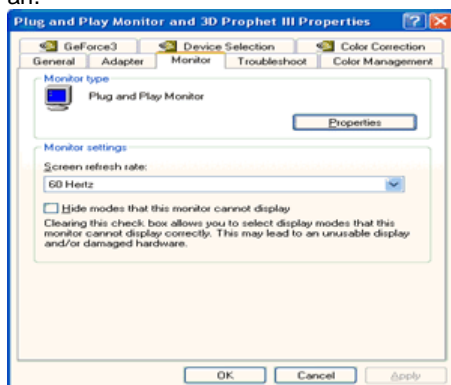 an.
Plug and Play Monitor and 3D Prophet III Properties
GeForce3 Device Selection Color Correction
General Adapter Monitor Troubleshoot Color Management
Monitor type
Plug and Play Monitor
Properties
Monitor settings
Screen refresh rate:
60 Hertz
Hide modes that this monitor cannot display
Clearing this check box allows you to select display modes that this
monitor cannot display correctly. This may lead to an unusable display
and/or damaged hardware.
OK Cancel Apply